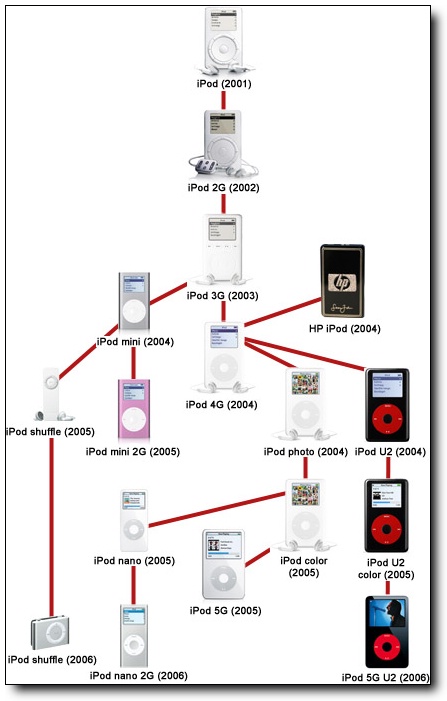 iPod (2001)
iPod 2G (2002)
iPod 3G (2003)
hp
iPod mini (2004)
HP iPod (2004)
iPod 4G (2004)
iPod shuffle (2005)
iPod mini 2G (2005)
iPod photo (2004)
iPod U2 (2004)
iPod nano (2005)
iPod color
(2005)
iPod U2
color (2005)
iPod 5G (2005)
iPod shuffle (2006)
iPod nano 2G (2006)
iPod 5G U2 (2006)